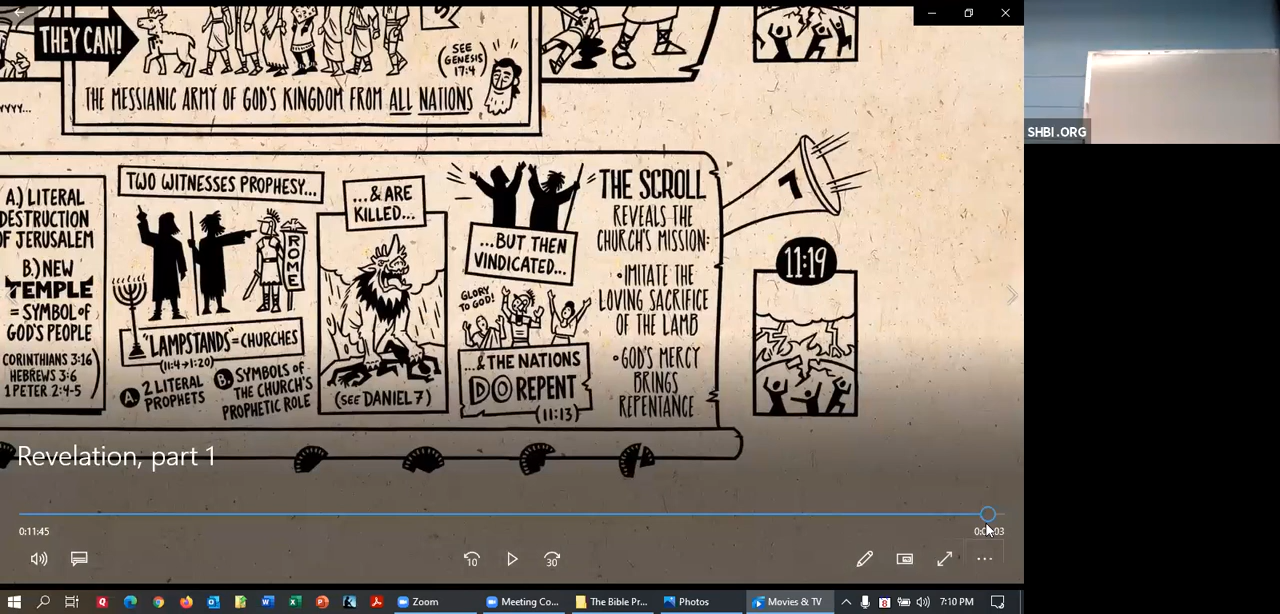 THEY CAN!
(SEE
GENESIS
17:4)
THE MESSIANIC ARMY OF GOD'S KINGDOM FROM ALL NATIONS
A.) LITERAL
DESTRUCTION
OF JERUSALEM
B.) NEW
TEMPLE
= SYMBOL OF
GOD'S PEOPLE
CORINTHIANS 3:16
HEBREWS 3:6
1 PETER 2:4-5
TWO WITNESSES PROPHESY...
ROME
"LAMPSTANDS" = CHURCHES
(11:4→1:20)
A. 2 LITERAL
PROPHETS
B. SYMBOLS OF
THE CHURCH'S
PROPHETIC ROLE
...& ARE
KILLED...
(SEE DANIEL 7)
...BUT THEN
VINDICATED...
GLORY
TO GOD!
...& THE NATIONS
DO REPENT
(11:13)
THE SCROLL
REVEALS THE
CHURCH'S MISSION:
•IMITATE THE
LOVING SACRIFICE
OF THE LAMB
•GOD'S MERCY
BRINGS
REPENTANCE
7
11:19
SHBI.ORG
Revelation, part 1
0:11:45
10
30
Zoom
Meeting Co...
The Bible Pr...
Photos
Movies & TV
7:10 PM